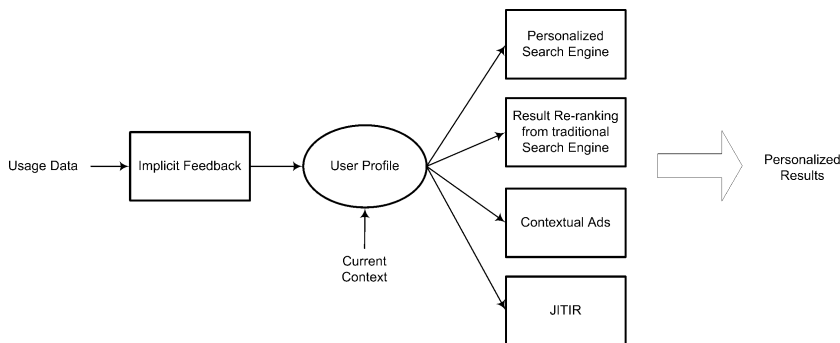 Usage Data
Implicit Feedback
User Profile
Current
Context
Personalized
Search Engine
Result Re-ranking
from traditional
Search Engine
Contextual Ads
JITIR
Personalized
Results